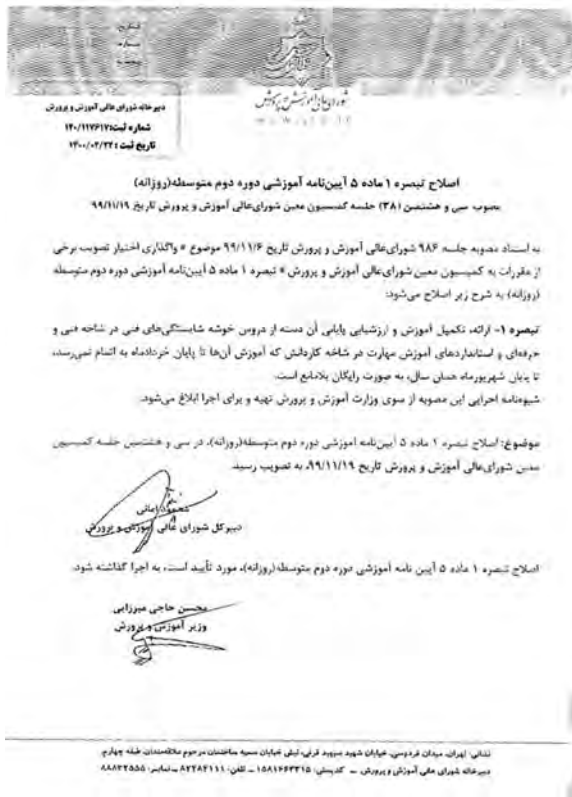 شورای عالی آموزش و پرورش
دبیرخانه شورای عالی آموزش و پرورش
شماره ثبت:۱۲۰/۱۱۷۶۱۷
تاریخ ثبت : ۱۴۰۰/۰۲/۲۲
اصلاح تبصره ۱ ماده ۵ آیین‌نامه آموزشی دوره دوم متوسطه(روزانه)
مصوب سی و هشتمین (۳۸) جلسه کمیسیون معین شورای‌عالی آموزش و پرورش تاریخ ۹۹/۱۱/۱۹
به استناد مصوبه جلسه ۹۸۶ شورای‌عالی آموزش و پرورش تاریخ ۹۹/۱۱/۶ موضوع « واگذاری اختیار تصویب برخی
از مقررات به کمیسیون معین شورای‌عالی آموزش و پرورش » تبصره ۱ ماده ۵ آیین‌نامه آموزشی دوره دوم متوسطه
(روزانه) به شرح زیر اصلاح می‌شود:
تبصره ۱- ارائه، تکمیل آموزش و ارزشیابی پایانی آن دسته از دروس خوشه شایستگی‌های فنی در شاخه فنی و
حرفه‌ای و استانداردهای آموزش مهارت در شاخه کاردانش که آموزش آن‌ها تا پایان خردادماه به اتمام نمی‌رسد،
تا پایان شهریورماه همان سال، به صورت رایگان بلامانع است.
شیوه‌نامه اجرایی این مصوبه از سوی وزارت آموزش و پرورش تهیه و برای اجرا ابلاغ می‌شود.
موضوع: اصلاح تبصره ۱ ماده ۵ آیین‌نامه آموزشی دوره دوم متوسطه(روزانه)، در سی و هشتمین جلسه کمیسیون
معین شورای‌عالی آموزش و پرورش تاریخ ۹۹/۱۱/۱۹، به تصویب رسید.
محمود امانی
دبیرکل شورای عالی آموزش و پرورش
اصلاح تبصره ۱ ماده ۵ آیین نامه آموزشی دوره دوم متوسطه(روزانه)، مورد تأیید است، به اجرا گذاشته شود.
محسن حاجی میرزایی
وزیر آموزش و پرورش
نشانی: تهران، میدان فردوسی، خیابان شهید سپهبد قرنی، نبش خیابان سمیه ساختمان مرحوم علاقمندان، طبقه چهارم،
دبیرخانه شورای عالی آموزش و پرورش – کدپستی: ۱۵۸۱۶۶۳۳۱۵ – تلفن: ۸۲۲۸۴۱۱۱ – نمابر: ۸۸۸۳۲۵۵۵